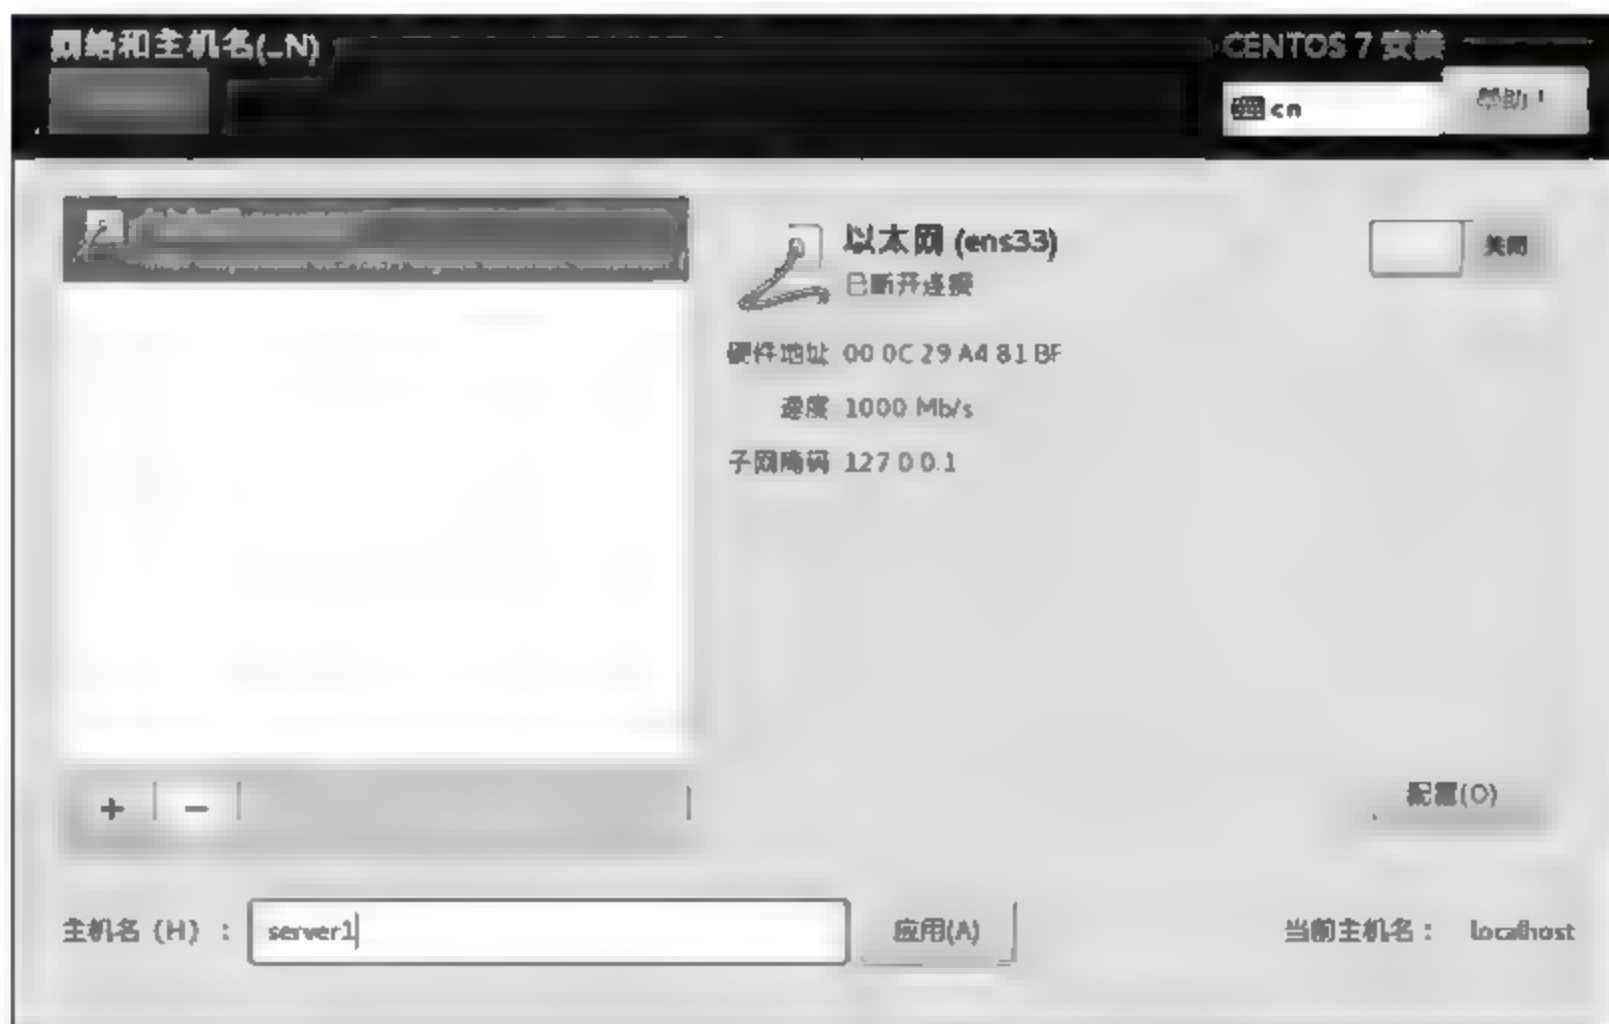 网络和主机名(_N)
CENTOS 7 安装
cn
帮助!
以太网 (ens33)
关闭
已断开连接
硬件地址 00 0C 29 A4 81 BF
速度 1000 Mb/s
子网掩码 127 0 0.1
+ −
配置(O)
主机名 (H) : server1
应用(A)
当前主机名: localhost